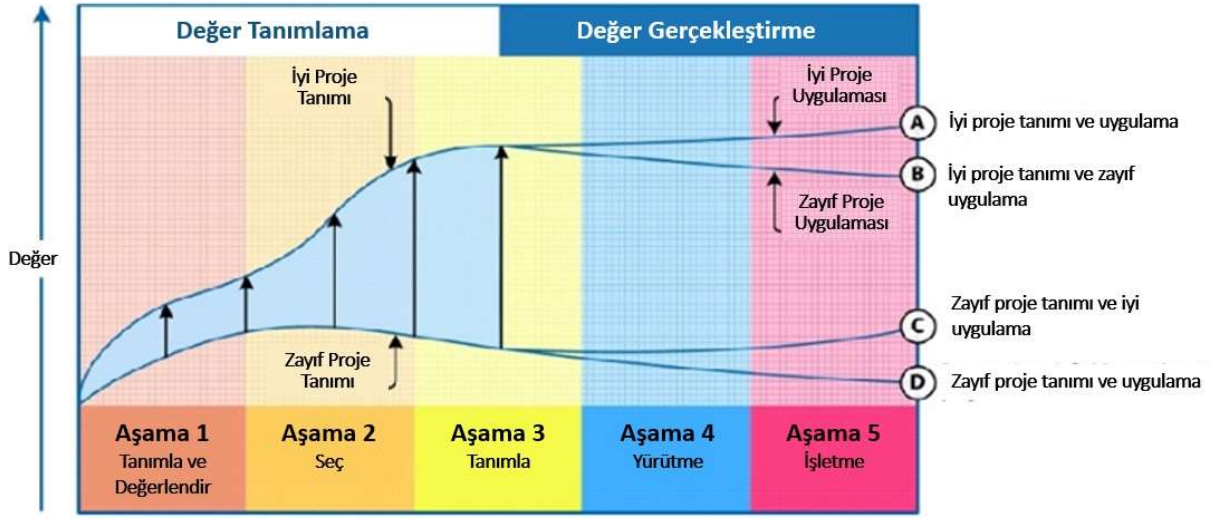 Değer Tanımlama
Değer Gerçekleştirme
İyi Proje
Tanımı
İyi Proje
Uygulaması
A
İyi proje tanımı ve uygulama
B
İyi proje tanımı ve zayıf
uygulama
Zayıf Proje
Uygulaması
Değer
Zayıf proje tanımı ve iyi
uygulama
C
Zayıf Proje
Tanımı
D
Zayıf proje tanımı ve uygulama
Aşama 1
Tanımla ve
Değerlendir
Aşama 2
Seç
Aşama 3
Tanımla
Aşama 4
Yürütme
Aşama 5
İşletme